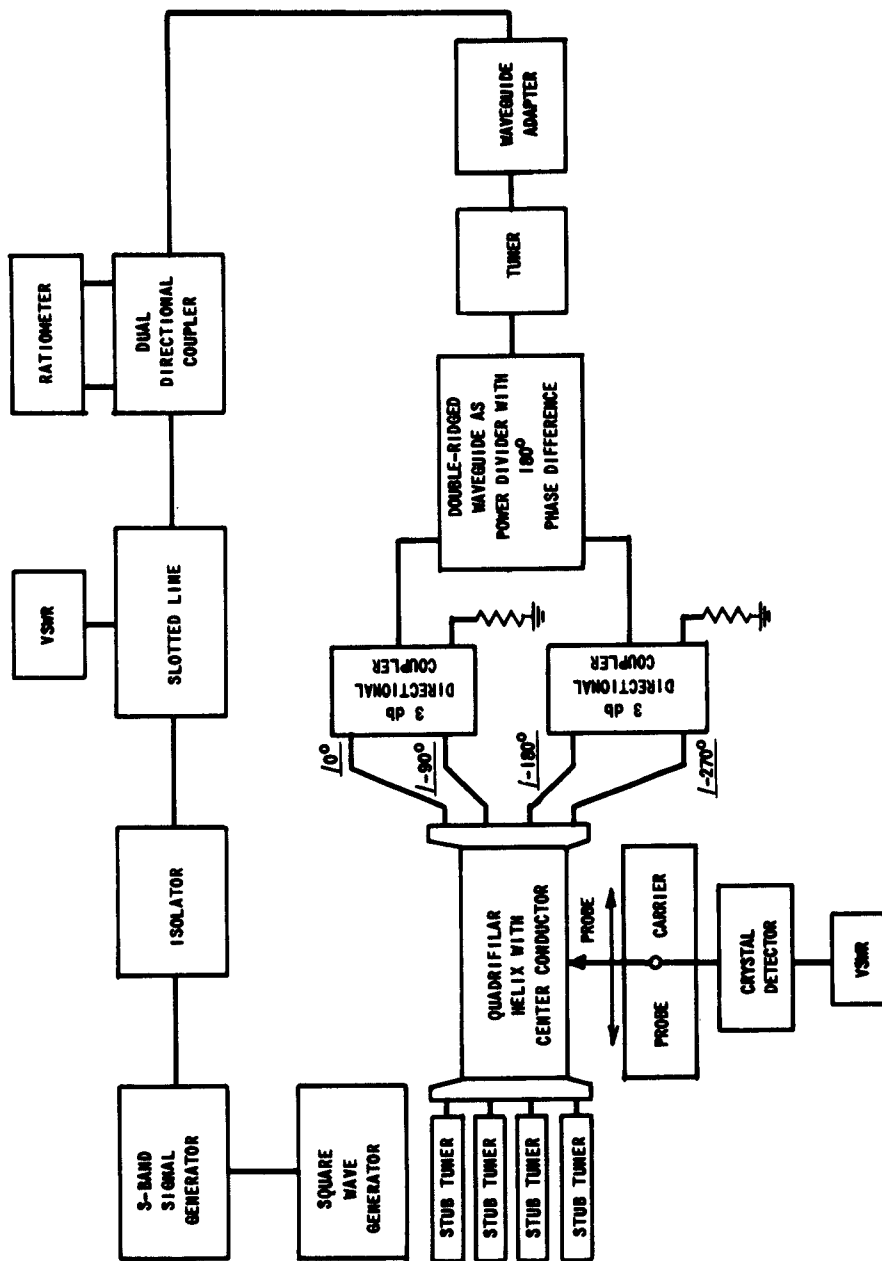 S-BAND
SIGNAL
GENERATOR
SQUARE
WAVE
GENERATOR
ISOLATOR
VSWR
SLOTTED LINE
RATIOMETER
DUAL
DIRECTIONAL
COUPLER
WAVEGUIDE
ADAPTER
TUNER
DOUBLE-RIDGED
WAVEGUIDE AS
POWER DIVIDER WITH
180°
PHASE DIFFERENCE
3 db
DIRECTIONAL
COUPLER
3 db
DIRECTIONAL
COUPLER
/0°
/-90°
/-180°
/-270°
QUADRIFILAR
HELIX WITH
CENTER CONDUCTOR
STUB TUNER
STUB TUNER
STUB TUNER
STUB TUNER
PROBE
PROBE CARRIER
CRYSTAL
DETECTOR
VSWR